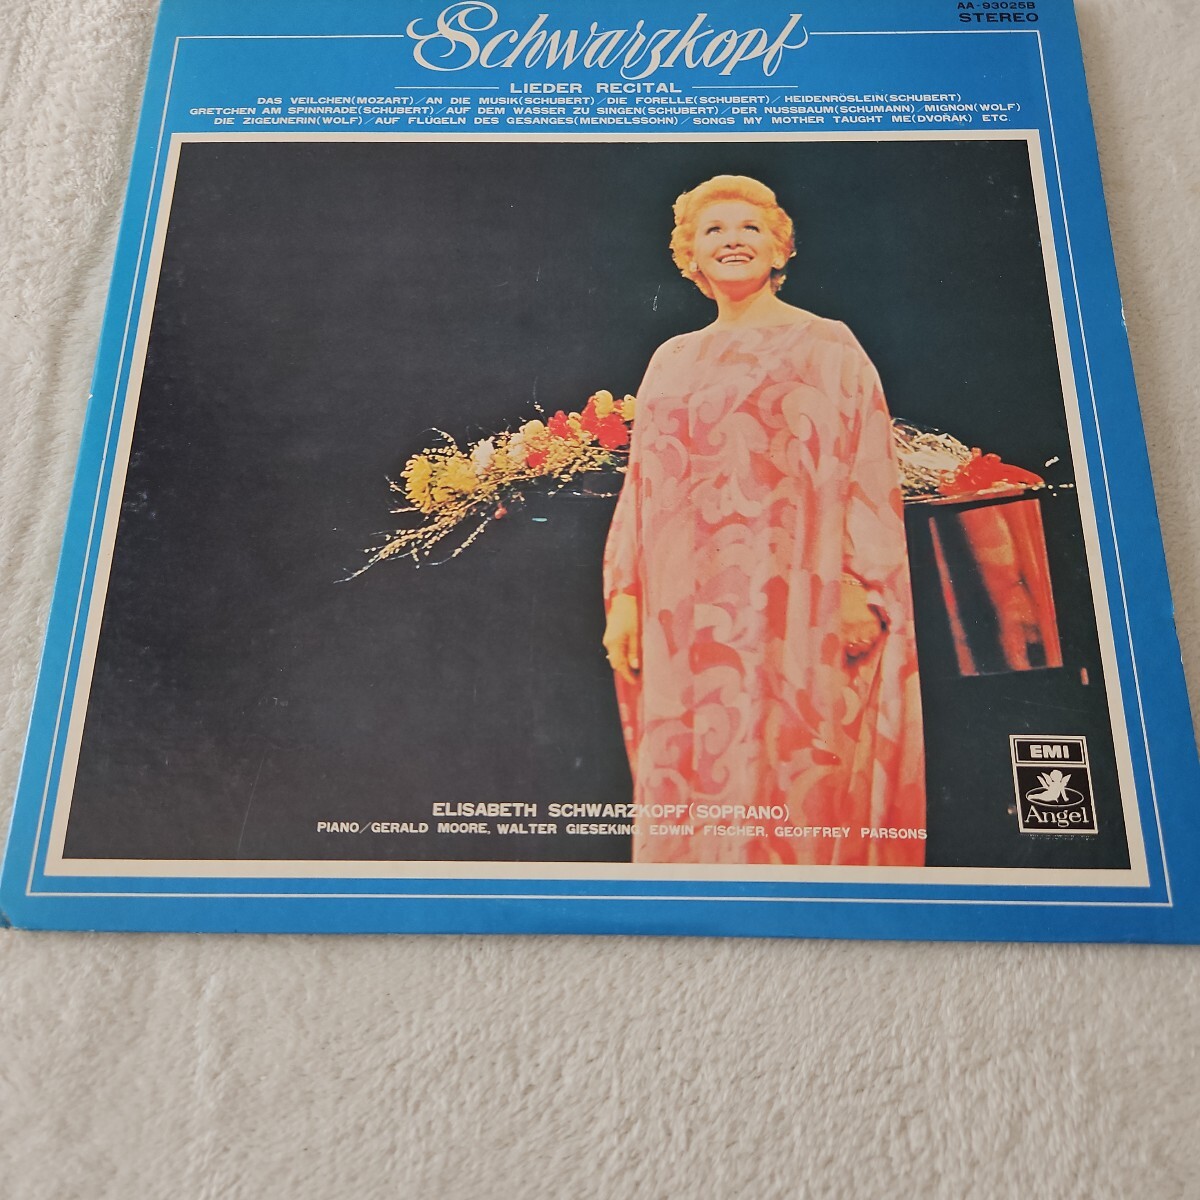 AA-93025B
STEREO
Schwarzkopf
LIEDER RECITAL
DAS VEILCHEN(MOZART)/AN DIE MUSIK(SCHUBERT)/DIE FORELLE(SCHUBERT)/HEIDENRÖSLEIN(SCHUBERT)
GRETCHEN AM SPINNRADE(SCHUBERT)/AUF DEM WASSER ZU SINGEN(SCHUBERT)/DER NUSSBAUM(SCHUMANN)/MIGNON(WOLF)
DIE ZIGEUNERIN(WOLF)/AUF FLÜGELN DES GESANGES(MENDELSSOHN)/SONGS MY MOTHER TAUGHT ME(DVOŘÁK) ETC.
ELISABETH SCHWARZKOPF(SOPRANO)
PIANO/GERALD MOORE, WALTER GIESEKING, EDWIN FISCHER, GEOFFREY PARSONS
EMI
Angel